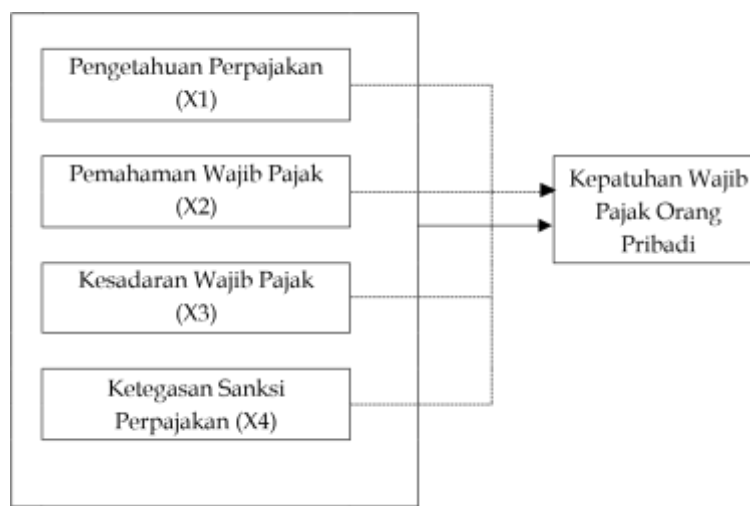 Pengetahuan Perpajakan
(X1)
Pemahaman Wajib Pajak
(X2)
Kesadaran Wajib Pajak
(X3)
Ketegasan Sanksi
Perpajakan (X4)
Kepatuhan Wajib
Pajak Orang
Pribadi